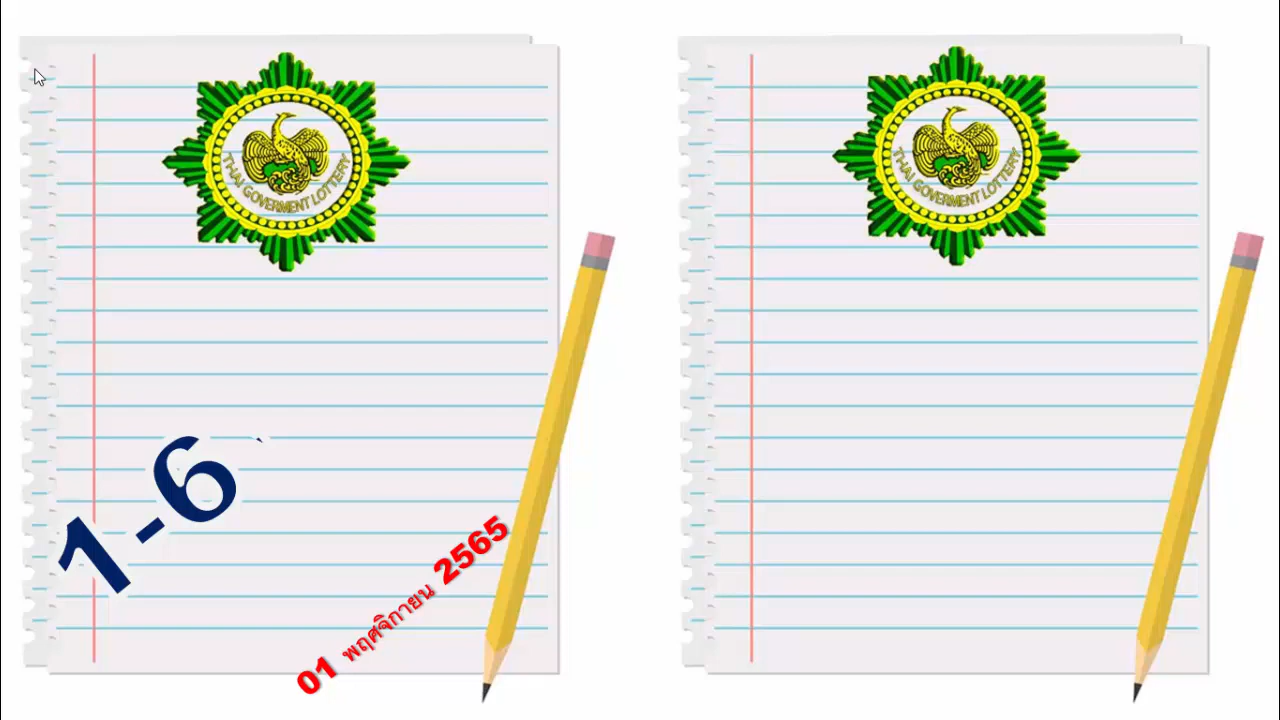 THAI GOVERMENT LOTTERY
THAI GOVERMENT LOTTERY
1-6
01 พฤศจิกายน 2565